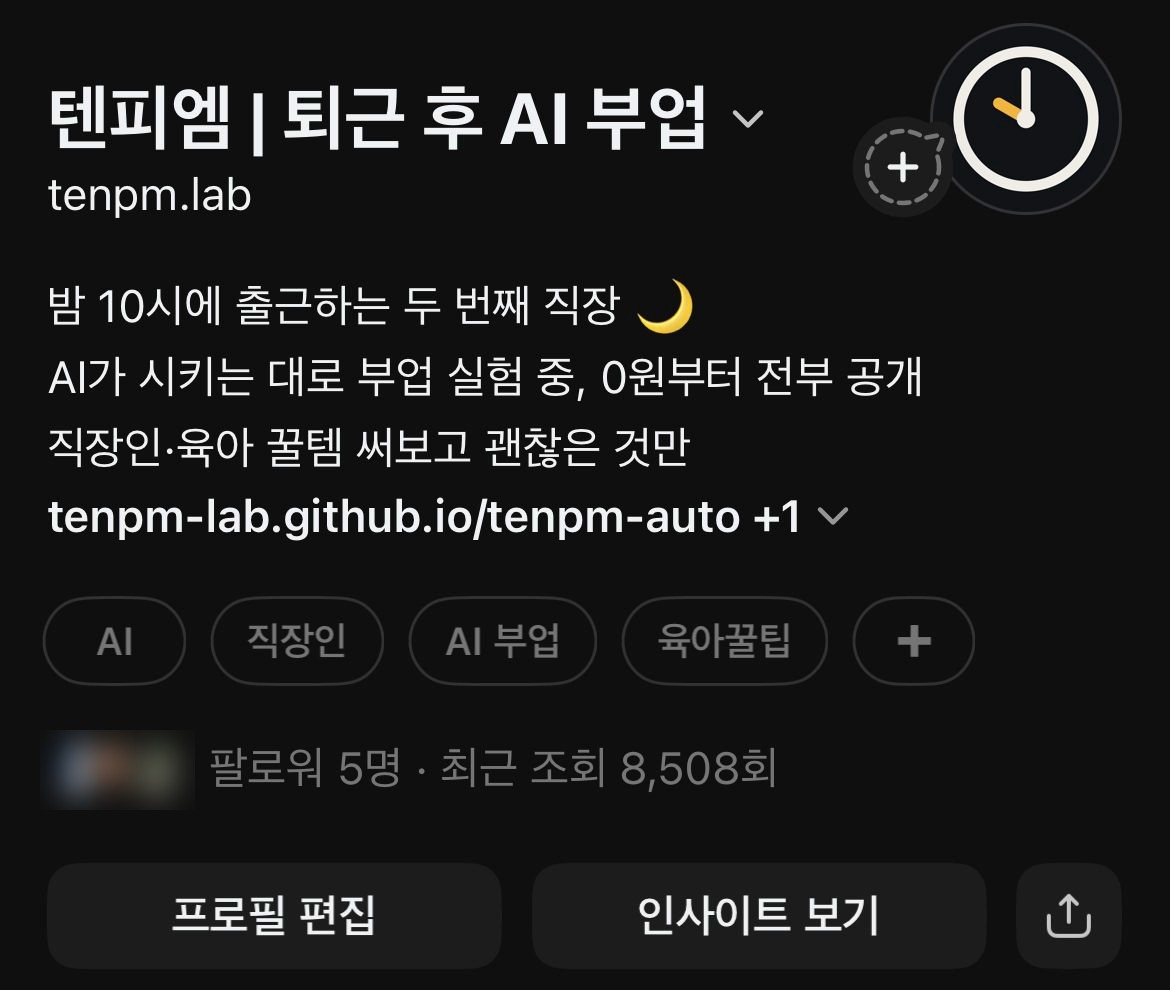 텐피엠 | 퇴근 후 AI 부업
tenpm.lab
밤 10시에 출근하는 두 번째 직장 🌙
AI가 시키는 대로 부업 실험 중, 0원부터 전부 공개
직장인·육아 꿀템 써보고 괜찮은 것만
tenpm-lab.github.io/tenpm-auto +1
AI 직장인 AI 부업 육아꿀팁
팔로워 5명 · 최근 조회 8,508회
프로필 편집 인사이트 보기